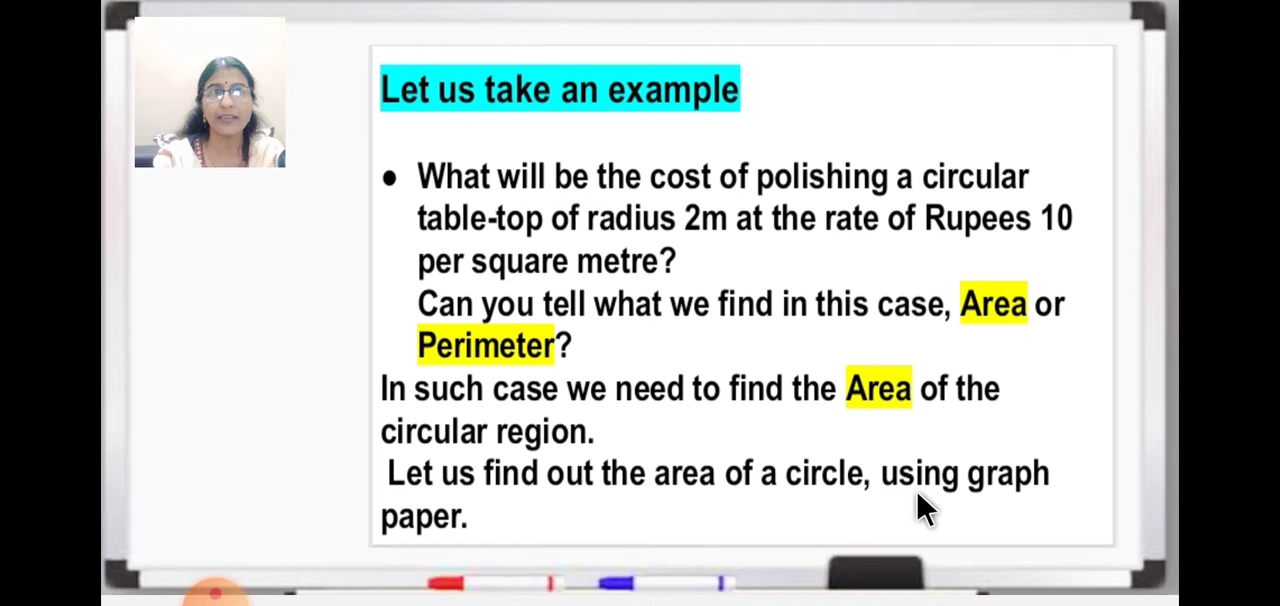 Let us take an example
● What will be the cost of polishing a circular
table-top of radius 2m at the rate of Rupees 10
per square metre?
Can you tell what we find in this case, Area or
Perimeter?
In such case we need to find the Area of the
circular region.
Let us find out the area of a circle, using graph
paper.